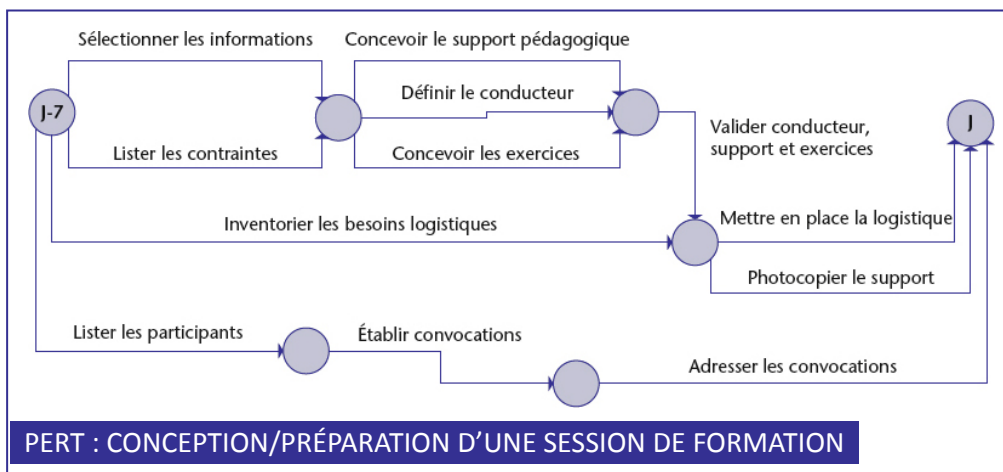 Sélectionner les informations
Concevoir le support pédagogique
Définir le conducteur
J-7
J
Valider conducteur,
support et exercices
Lister les contraintes
Concevoir les exercices
Inventorier les besoins logistiques
Mettre en place la logistique
Photocopier le support
Lister les participants
Établir convocations
Adresser les convocations
PERT : CONCEPTION/PRÉPARATION D’UNE SESSION DE FORMATION